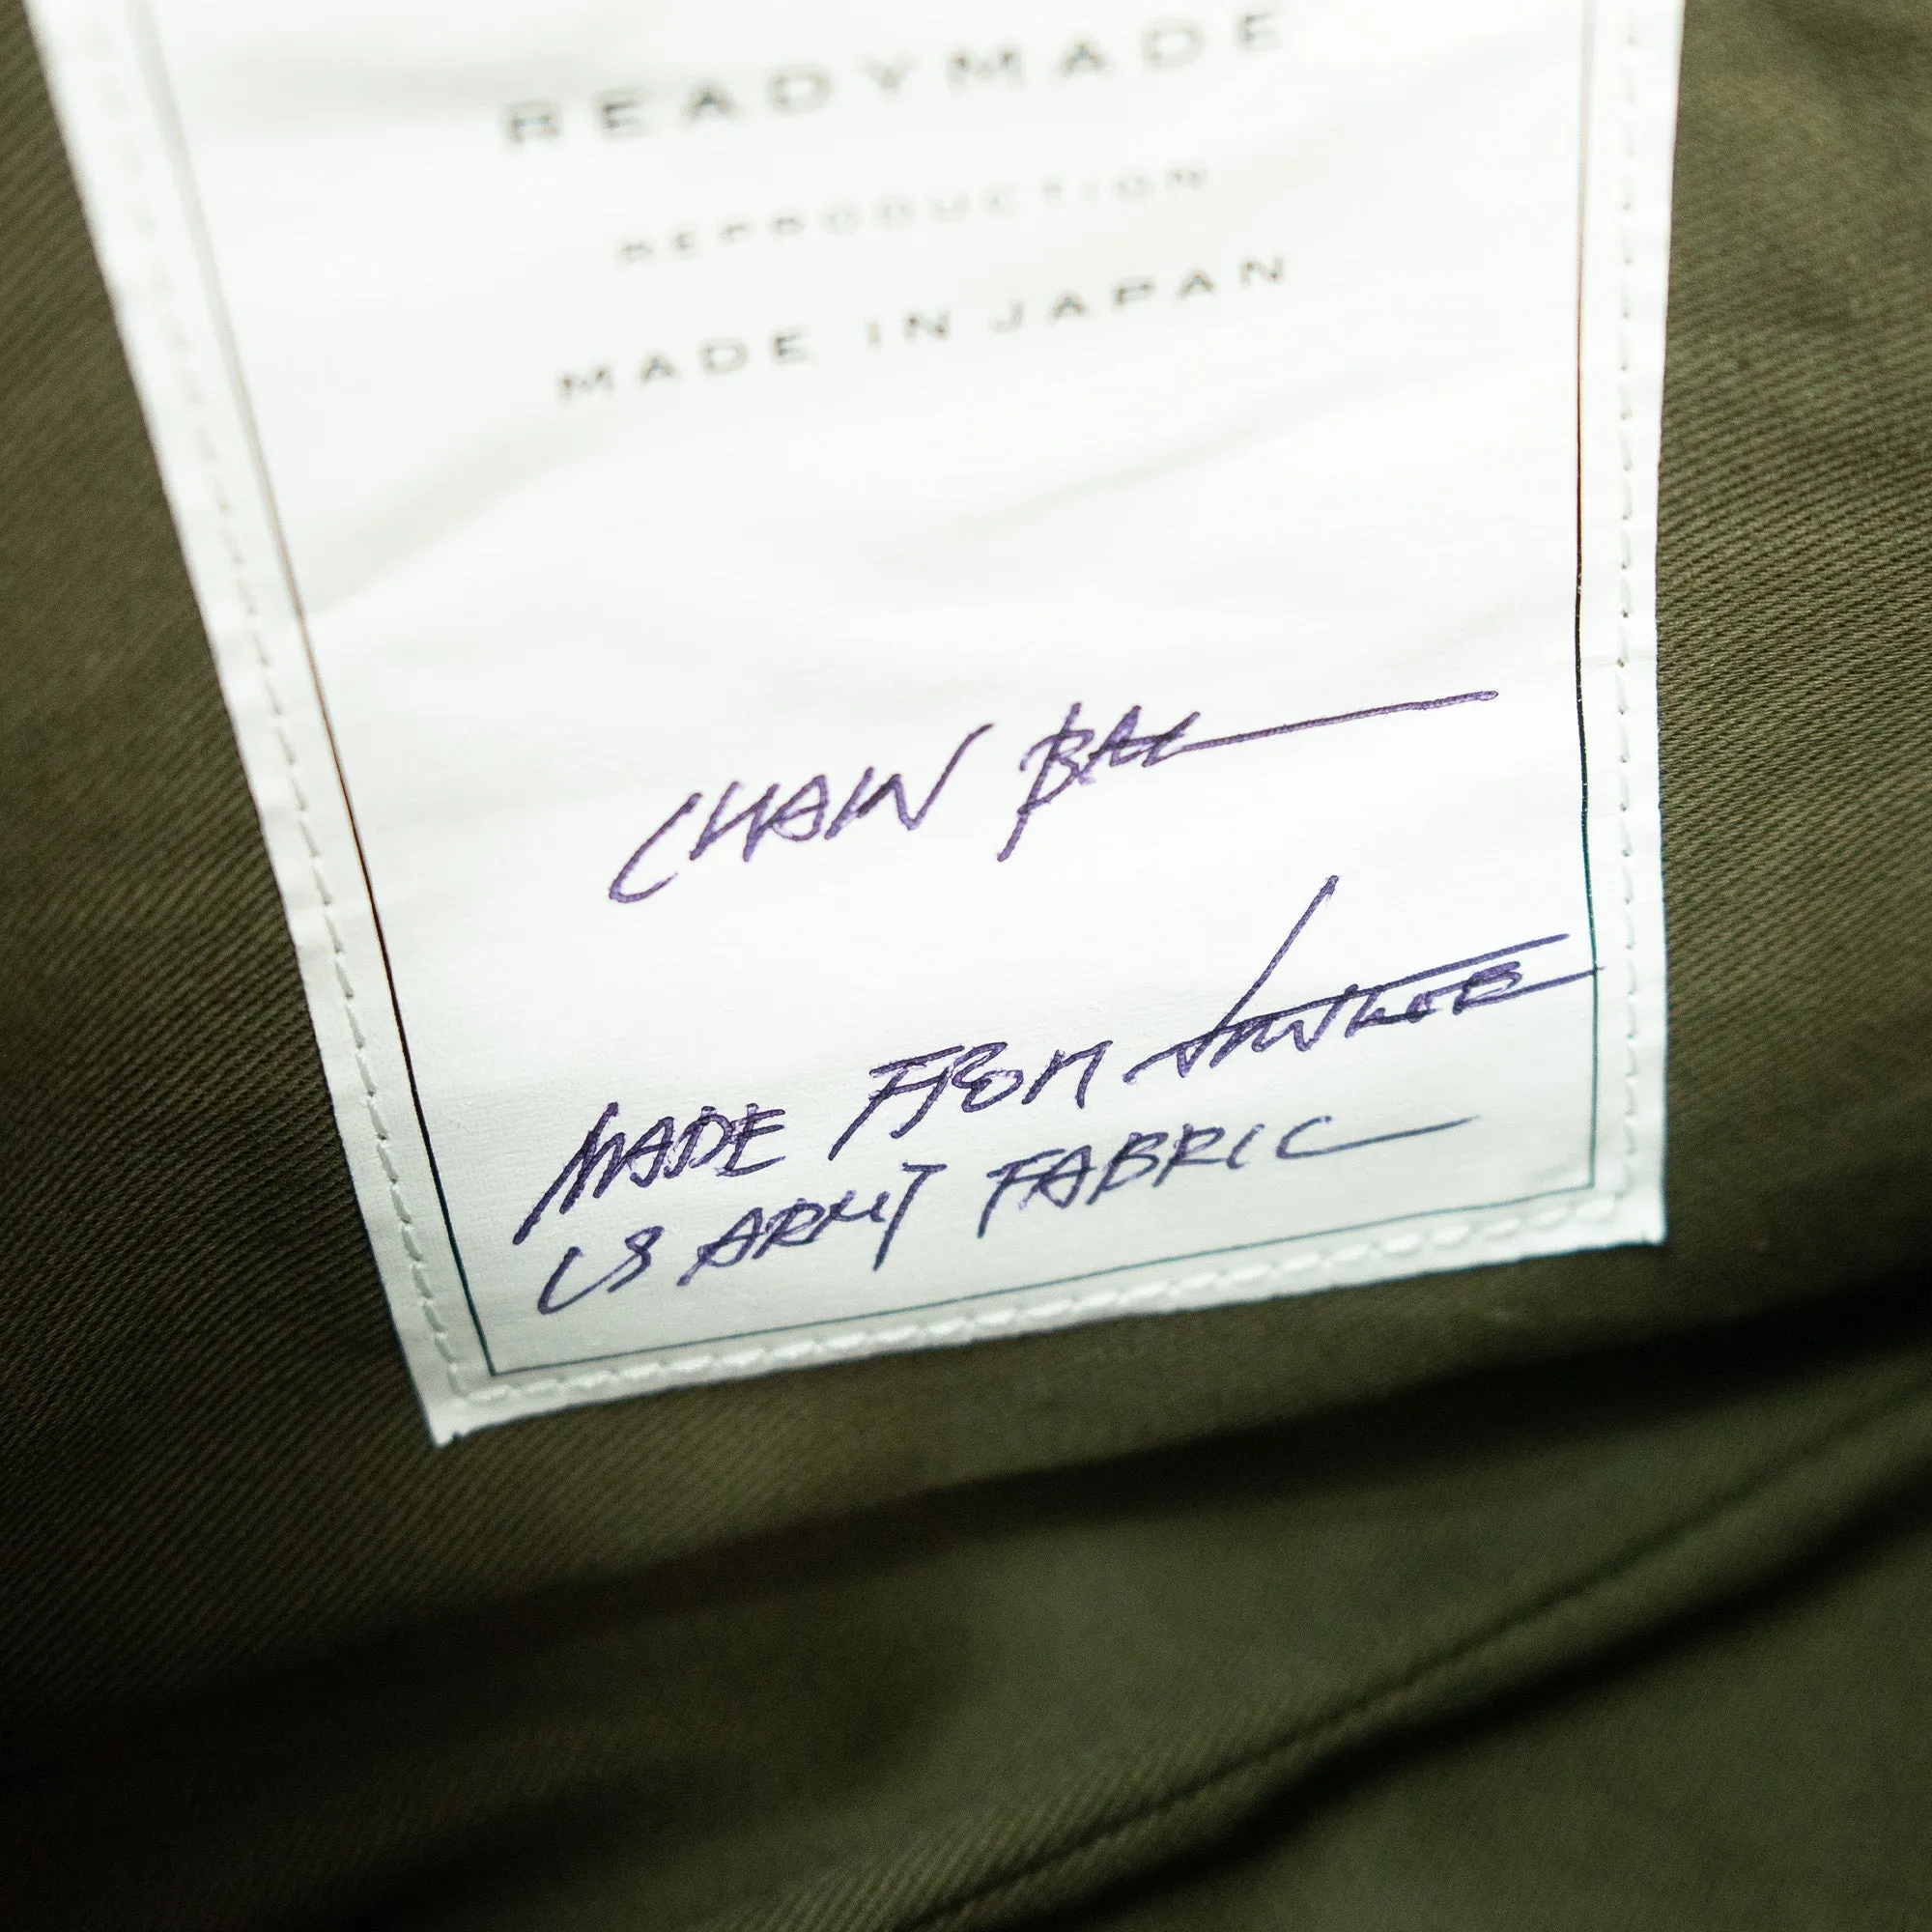 READYMADE
REPRODUCTION
MADE IN JAPAN
CHAIN BAG
MADE FROM VINTAGE
US ARMY FABRIC